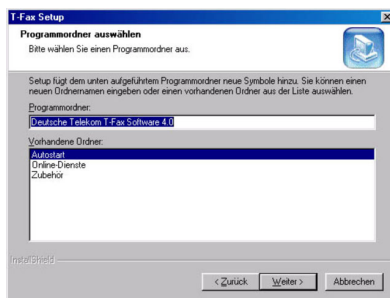 T-Fax Setup
Programmordner auswählen
Bitte wählen Sie einen Programmordner aus.
Setup fügt dem unten aufgeführtem Programmordner neue Symbole hinzu. Sie können einen
neuen Ordnernamen eingeben oder einen vorhandenen Ordner aus der Liste auswählen.
Programmordner:
Deutsche Telekom T-Fax Software 4.0
Vorhandene Ordner:
Autostart
Online-Dienste
Zubehör
InstallShield
< Zurück
Weiter >
Abbrechen